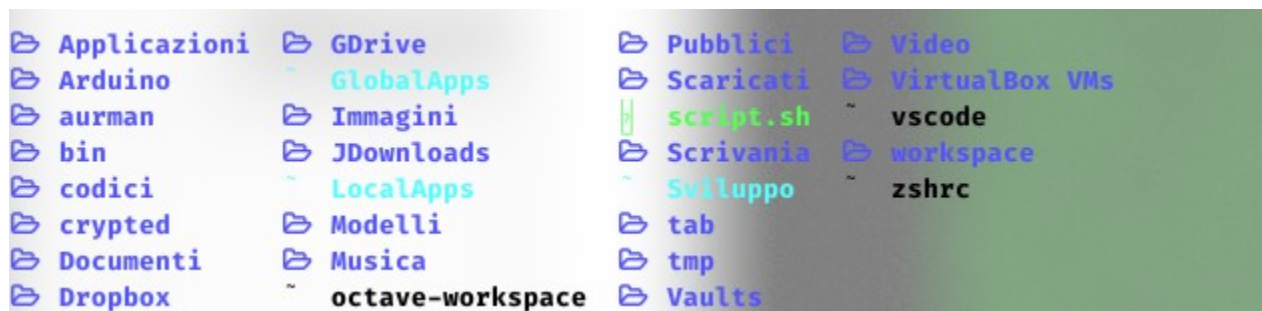 Applicazioni GDrive Pubblici Video
Arduino ~ GlobalApps Scaricati VirtualBox VMs
aurman Immagini script.sh ~ vscode
bin JDownloads Scrivania workspace
codici ~ LocalApps ~ Sviluppo ~ zshrc
crypted Modelli tab
Documenti Musica tmp
Dropbox ~ octave-workspace Vaults